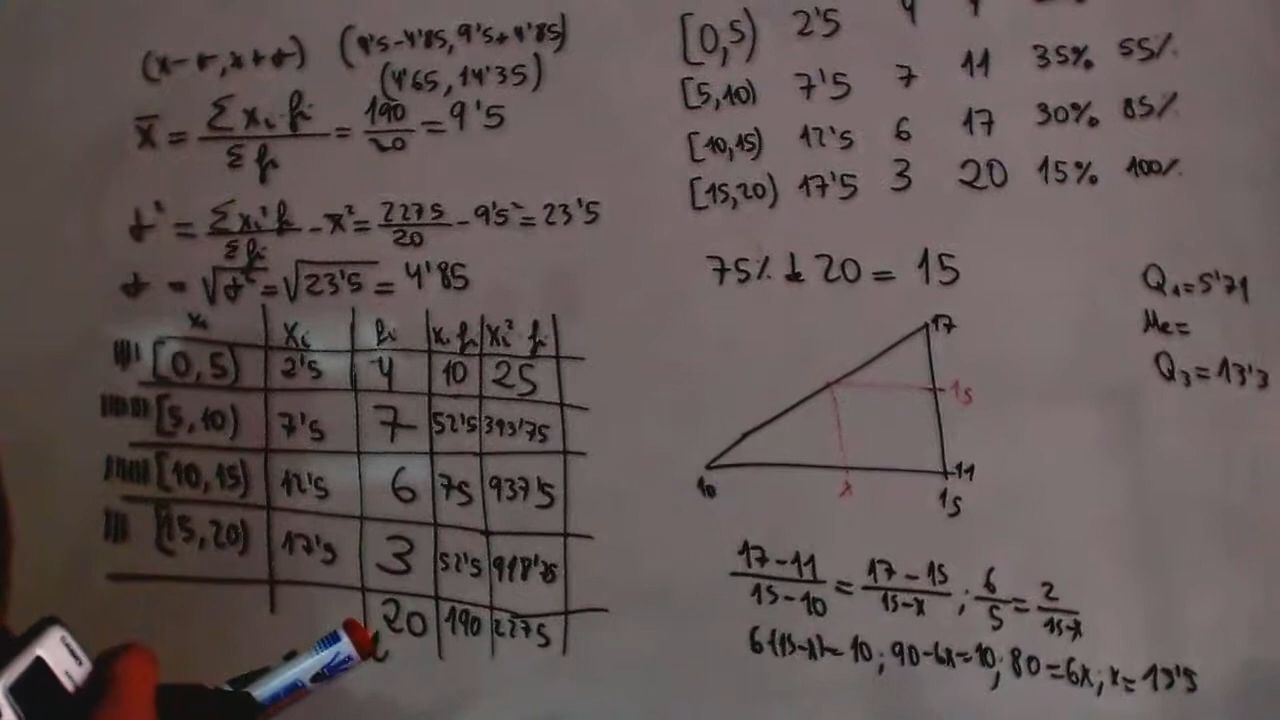 (x-σ, x+σ) (9'5-4'85, 9'5+4'85)
(4'65, 14'35)
x̄ = Σ xi·fi / Σ fi = 190/20 = 9'5
σ² = Σ xi² fi / Σ fi - x̄² = 2275/20 - 9'5² = 23'5
σ = √σ² = √23'5 = 4'85
xi Xi fi xi fi xi² fi
[0,5) 2'5 4 10 25
[5,10) 7'5 7 52'5 393'75
[10,15) 12'5 6 75 937'5
[15,20) 17'5 3 52'5 918'75
20 190 2275
[0,5) 2'5 4 4
[5,10) 7'5 7 11 35% 55%
[10,15) 12'5 6 17 30% 85%
[15,20) 17'5 3 20 15% 100%
75% d 20 = 15
Q1=5'71
Me=
Q3=13'3
17
15
11
10
x
15
17-11/15-10 = 17-15/15-x ; 6/5 = 2/15-x
6(15-x)=10; 90-6x=10; 80=6x; x=13'3